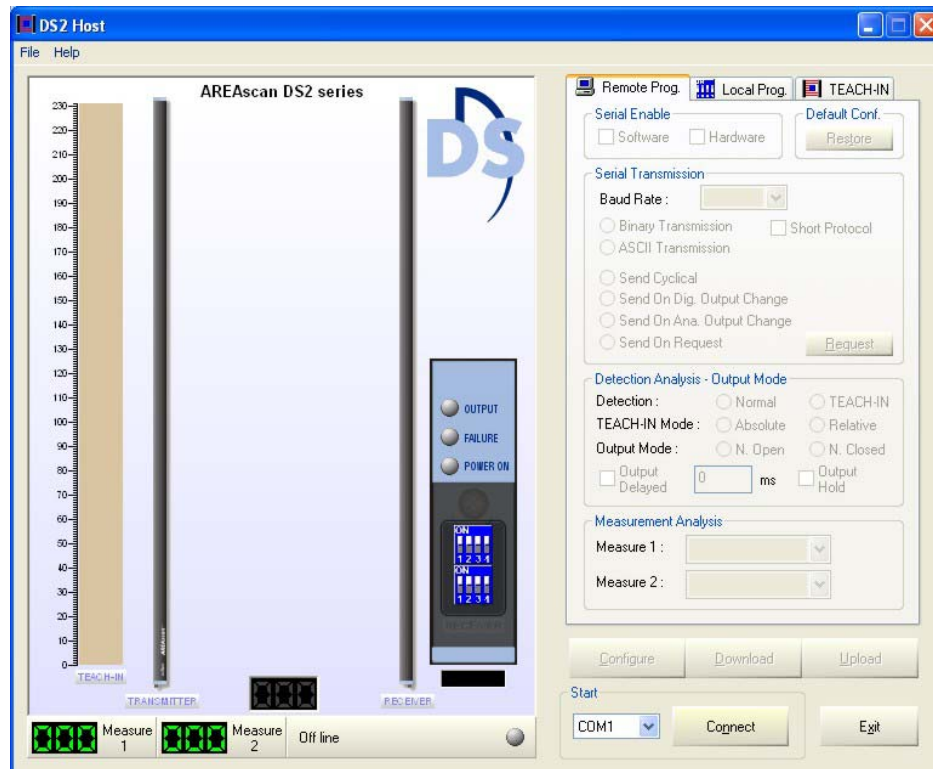 DS2 Host
File Help
AREAscan DS2 series
DS
230
220
210
200
190
180
170
160
150
140
130
120
110
100
90
80
70
60
50
40
30
20
10
0
TEACH-IN
TRANSMITTER
AREAscan
RECEIVER
OUTPUT
FAILURE
POWER ON
ON
1 2 3 4
ON
1 2 3 4
Measure 1
Measure 2
Off line
Remote Prog. Local Prog. TEACH-IN
Serial Enable
Software Hardware
Default Conf.
Restore
Serial Transmission
Baud Rate :
Binary Transmission Short Protocol
ASCII Transmission
Send Cyclical
Send On Dig. Output Change
Send On Ana. Output Change
Send On Request Request
Detection Analysis - Output Mode
Detection : Normal TEACH-IN
TEACH-IN Mode : Absolute Relative
Output Mode : N. Open N. Closed
Output Delayed 0 ms Output Hold
Measurement Analysis
Measure 1 :
Measure 2 :
Configure Download Upload
Start
COM1 Connect Exit